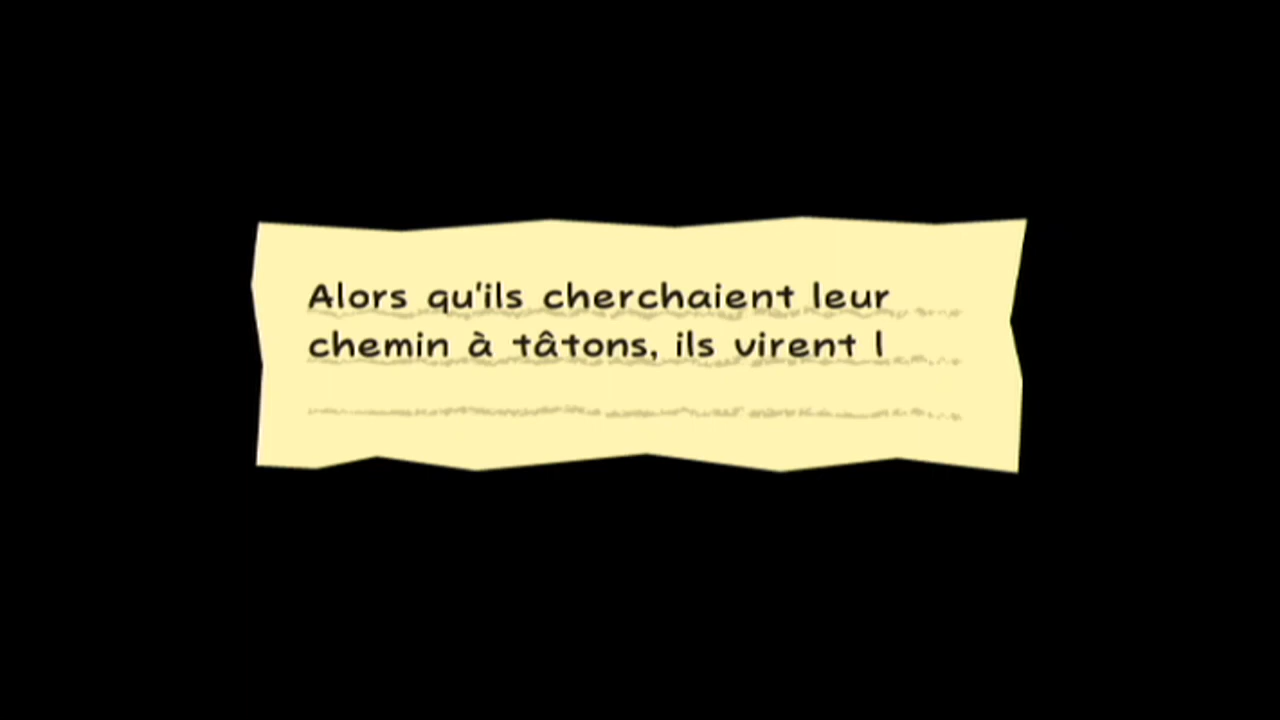 Alors qu'ils cherchaient leur
chemin à tâtons, ils virent l